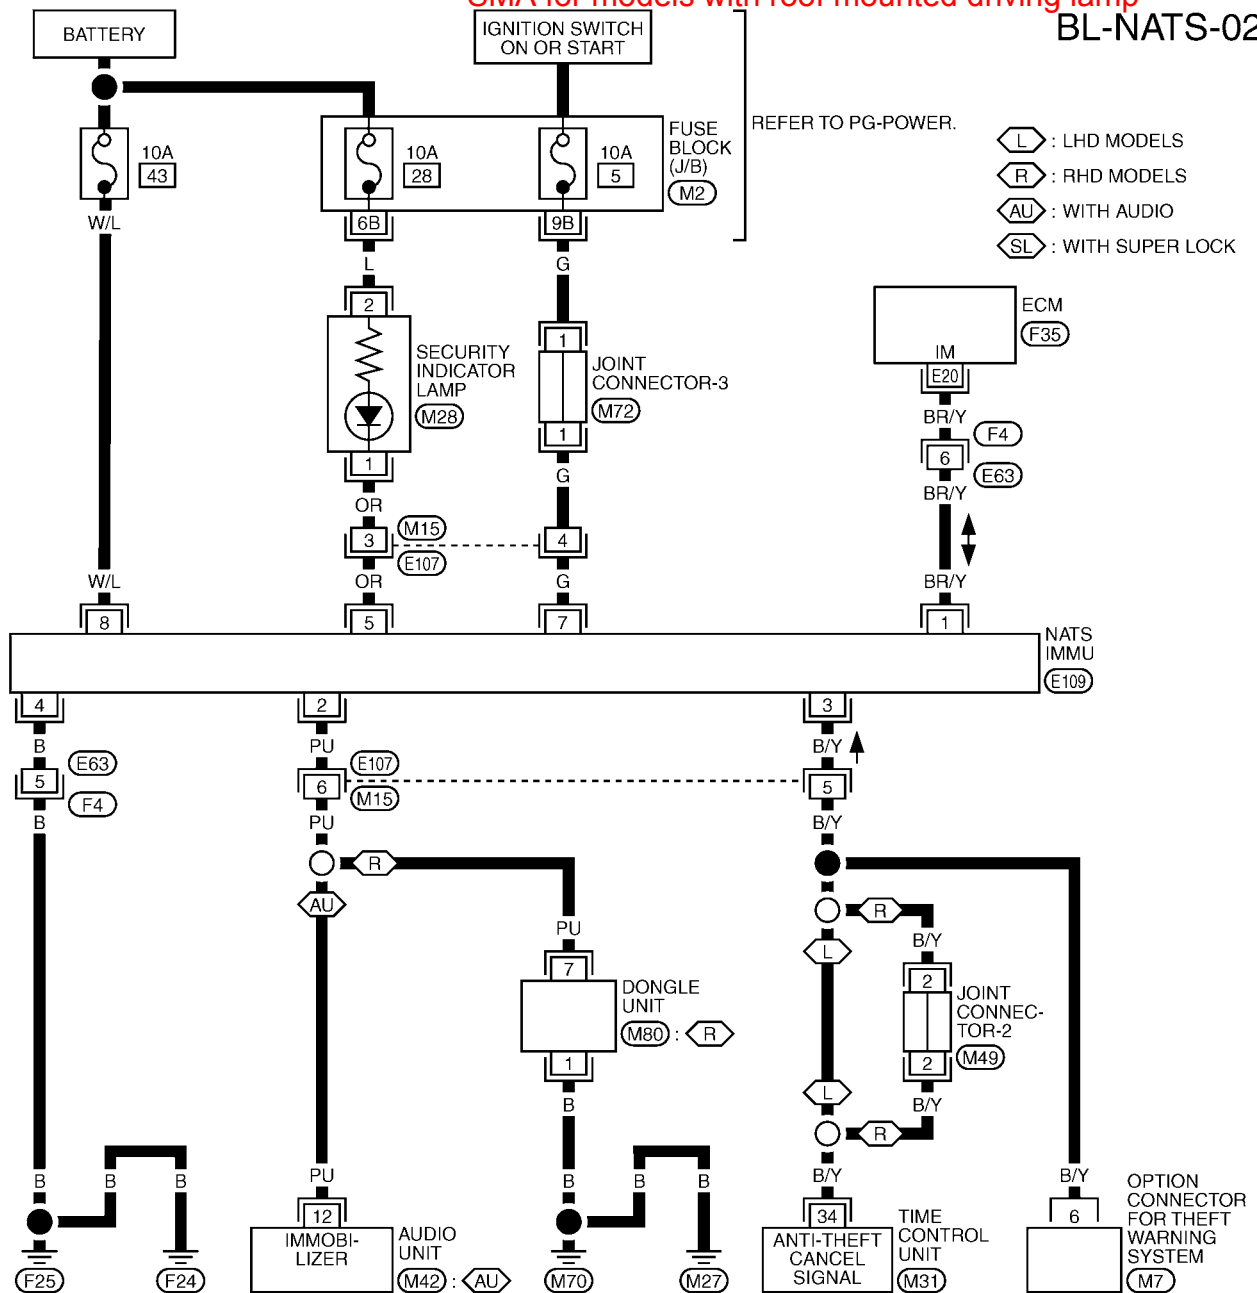 SMA for models with roof mounted driving lamp
BL-NATS-02
BATTERY
IGNITION SWITCH
ON OR START
REFER TO PG-POWER.
FUSE
BLOCK
(J/B)
M2
10A
43
10A
28
10A
5
L : LHD MODELS
R : RHD MODELS
AU : WITH AUDIO
SL : WITH SUPER LOCK
W/L
6B
9B
L
G
2
1
SECURITY
INDICATOR
LAMP
M28
JOINT
CONNECTOR-3
M72
1
1
ECM
F35
IM
E20
BR/Y
F4
6
E63
BR/Y
OR
G
3
M15
E107
4
W/L
OR
G
BR/Y
8
5
7
1
NATS
IMMU
E109
4
2
3
B
PU
B/Y
5
E63
F4
6
E107
M15
5
B
PU
B/Y
R
AU
PU
R
L
B/Y
7
DONGLE
UNIT
M80 : R
1
2
JOINT
CONNEC-
TOR-2
M49
2
B
L
B/Y
R
B
B
B
PU
B
B
B
B/Y
B/Y
12
IMMOBI-
LIZER
AUDIO
UNIT
M42 : AU
34
ANTI-THEFT
CANCEL
SIGNAL
TIME
CONTROL
UNIT
M31
6
OPTION
CONNECTOR
FOR THEFT
WARNING
SYSTEM
M7
F25
F24
M70
M27